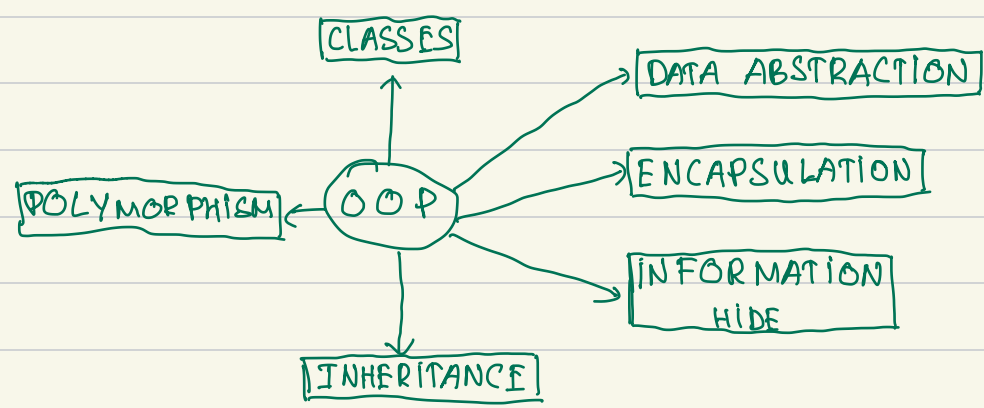 CLASSES
DATA ABSTRACTION
ENCAPSULATION
POLYMORPHISM
OOP
INFORMATION
HIDE
INHERITANCE